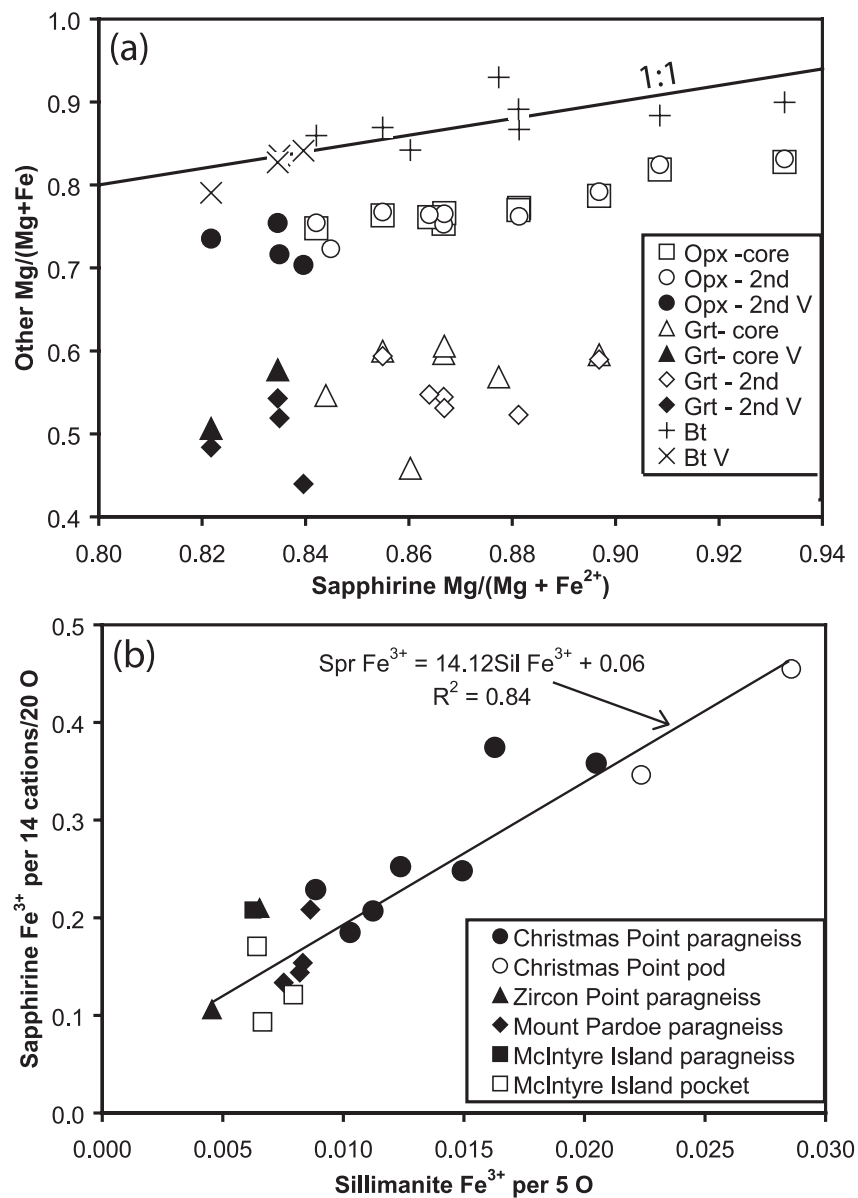 (a)
1:1
1.0
0.9
0.8
0.7
0.6
0.5
0.4
Other Mg/(Mg+Fe)
Opx -core
Opx - 2nd
Opx - 2nd V
Grt- core
Grt- core V
Grt - 2nd
Grt - 2nd V
Bt
Bt V
0.80 0.82 0.84 0.86 0.88 0.90 0.92 0.94
Sapphirine Mg/(Mg + Fe²⁺)
(b)
0.5
0.4
0.3
0.2
0.1
0.0
Sapphirine Fe³⁺ per 14 cations/20 O
Spr Fe³⁺ = 14.12Sil Fe³⁺ + 0.06
R² = 0.84
Christmas Point paragneiss
Christmas Point pod
Zircon Point paragneiss
Mount Pardoe paragneiss
McIntyre Island paragneiss
McIntyre Island pocket
0.000 0.005 0.010 0.015 0.020 0.025 0.030
Sillimanite Fe³⁺ per 5 O